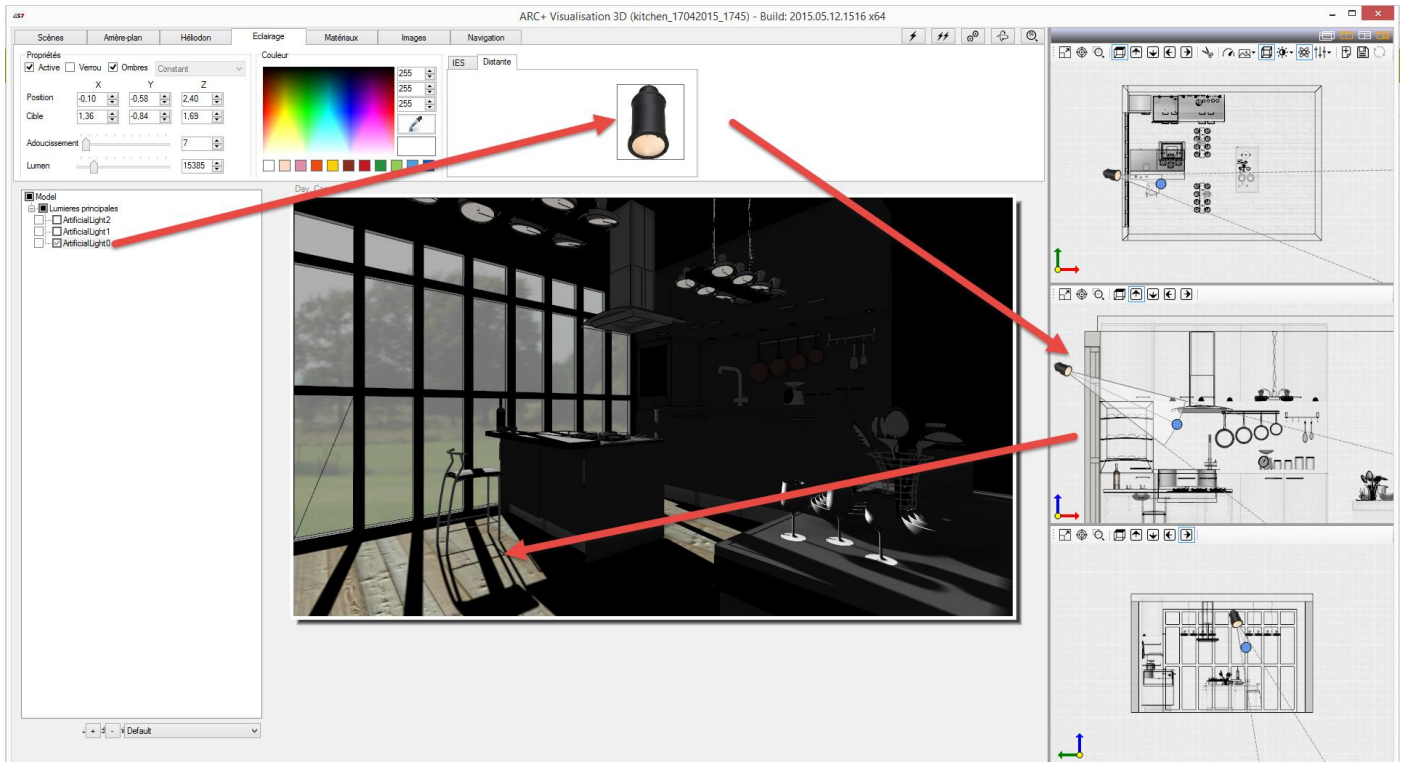 ARC+ Visualisation 3D (kitchen_17042015_1745) - Build: 2015.05.12.1516 x64
Scènes Arrière-plan Héliodon Eclairage Matériaux Images Navigation
Propriétés
Active Verrou Ombres Constant
X Y Z
Position -0,10 -0,58 2,40
Cible 1,36 -0,84 1,69
Adoucissement 7
Lumen 15385
Couleur
255
255
255
IES Distante
Model
Lumieres principales
ArtificialLight2
ArtificialLight1
ArtificialLight0
+ - Default